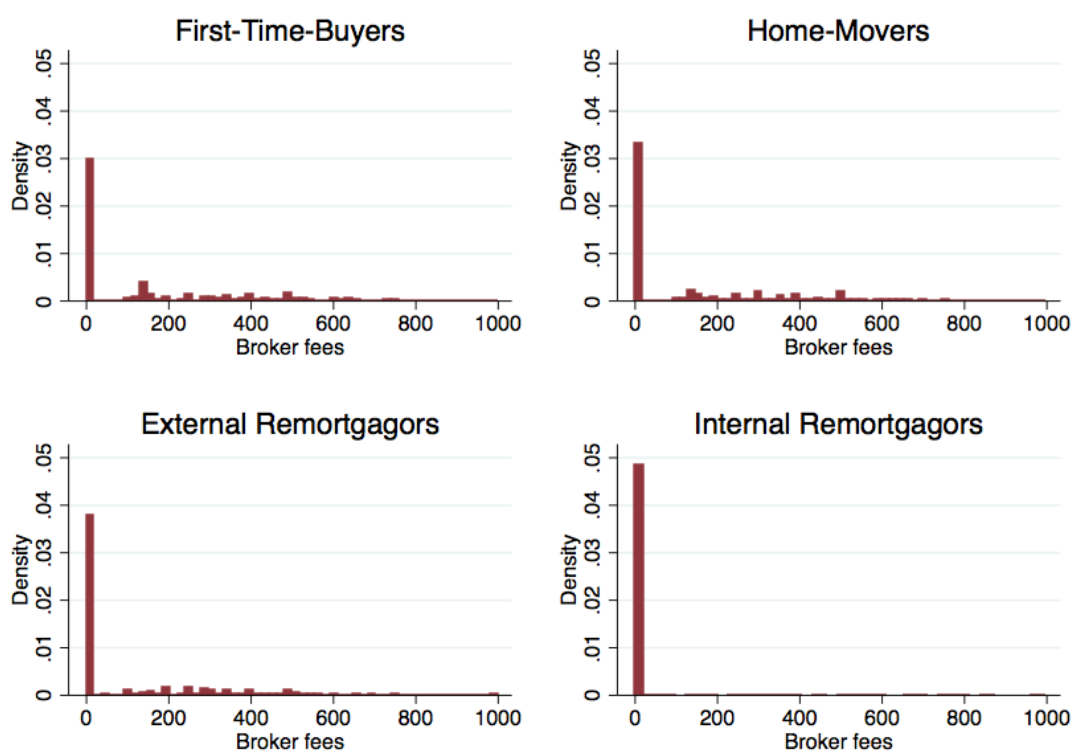 First-Time-Buyers
Density
0 .01 .02 .03 .04 .05
0 200 400 600 800 1000
Broker fees
Home-Movers
Density
0 .01 .02 .03 .04 .05
0 200 400 600 800 1000
Broker fees
External Remortgagors
Density
0 .01 .02 .03 .04 .05
0 200 400 600 800 1000
Broker fees
Internal Remortgagors
Density
0 .01 .02 .03 .04 .05
0 200 400 600 800 1000
Broker fees